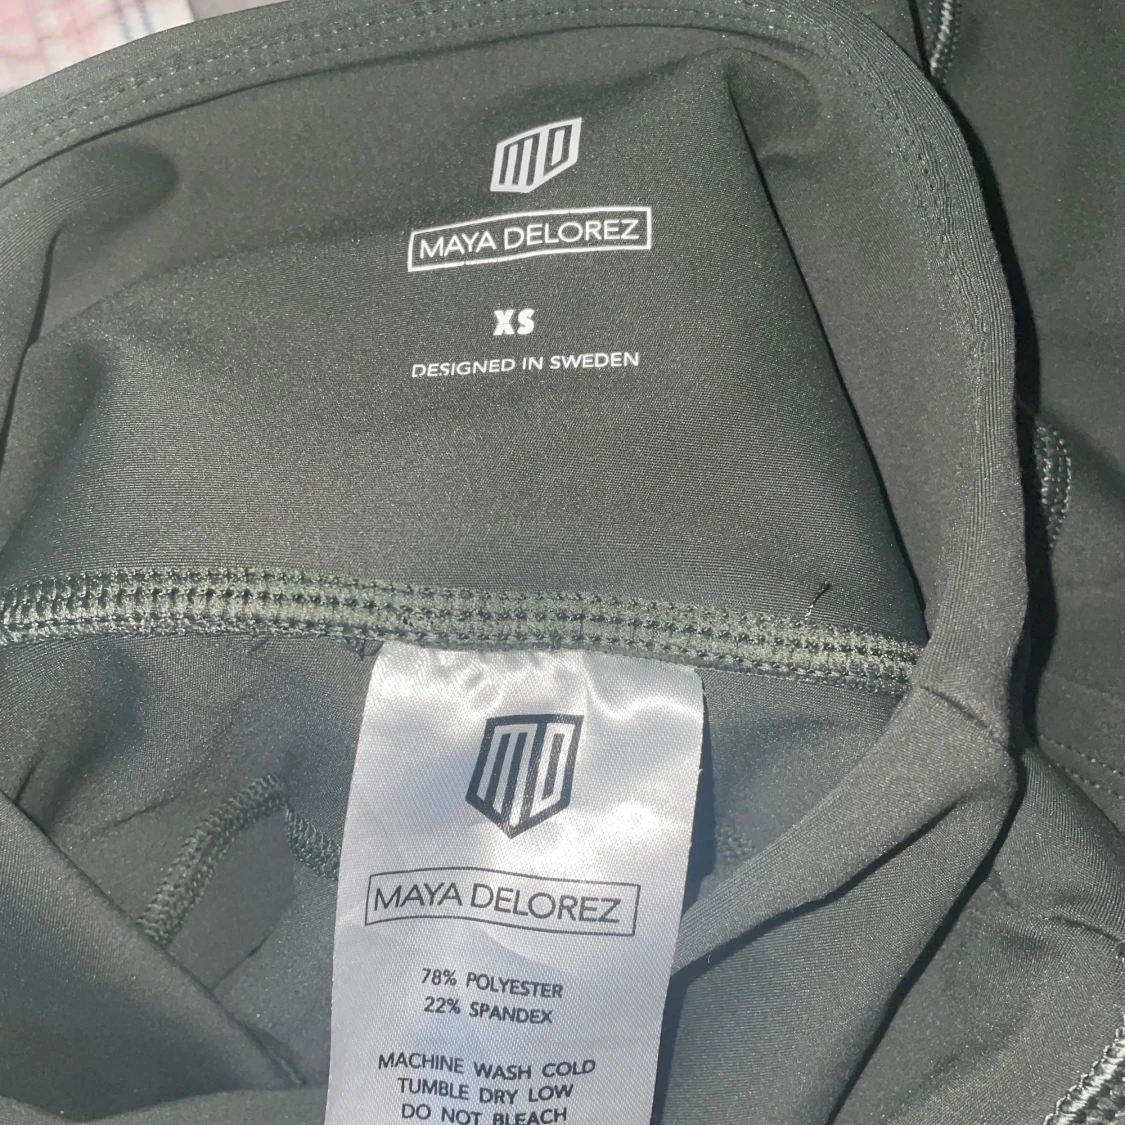 MD
MAYA DELOREZ
XS
DESIGNED IN SWEDEN
MD
MAYA DELOREZ
78% POLYESTER
22% SPANDEX
MACHINE WASH COLD
TUMBLE DRY LOW
DO NOT BLEACH